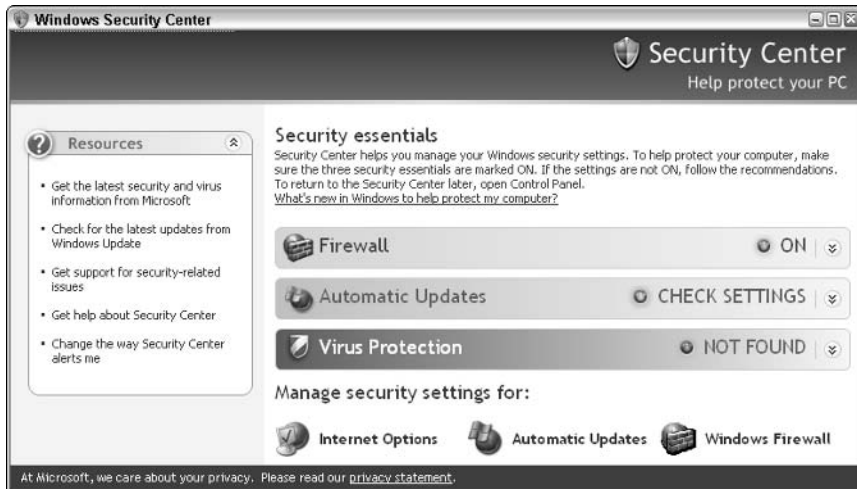 Windows Security Center
Security Center
Help protect your PC
Resources
• Get the latest security and virus
information from Microsoft
• Check for the latest updates from
Windows Update
• Get support for security-related
issues
• Get help about Security Center
• Change the way Security Center
alerts me
Security essentials
Security Center helps you manage your Windows security settings. To help protect your computer, make
sure the three security essentials are marked ON. If the settings are not ON, follow the recommendations.
To return to the Security Center later, open Control Panel.
What's new in Windows to help protect my computer?
Firewall ON
Automatic Updates CHECK SETTINGS
Virus Protection NOT FOUND
Manage security settings for:
Internet Options Automatic Updates Windows Firewall
At Microsoft, we care about your privacy. Please read our privacy statement.